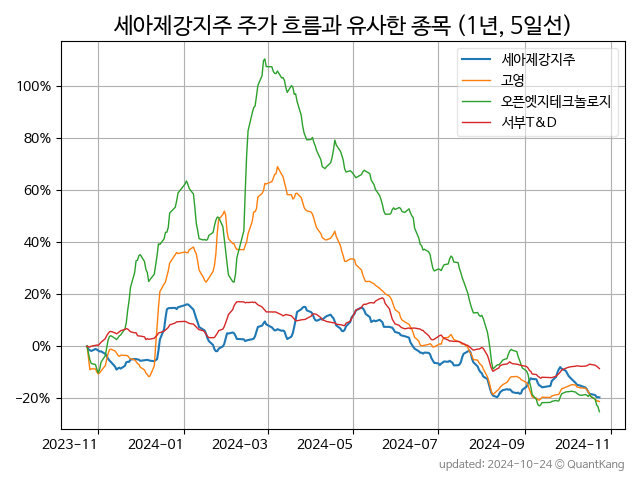 세아제강지주 주가 흐름과 유사한 종목 (1년, 5일선)
세아제강지주
고영
오픈엣지테크놀로지
서부T&D
100%
80%
60%
40%
20%
0%
−20%
2023-11 2024-01 2024-03 2024-05 2024-07 2024-09 2024-11
updated: 2024-10-24 © QuantKang